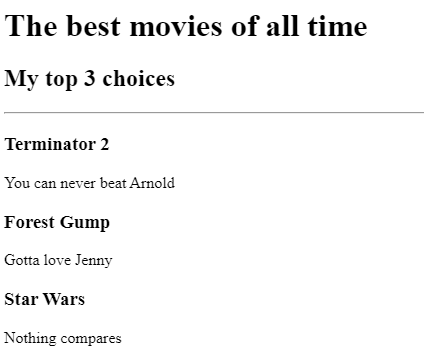 The best movies of all time
My top 3 choices
Terminator 2
You can never beat Arnold
Forest Gump
Gotta love Jenny
Star Wars
Nothing compares